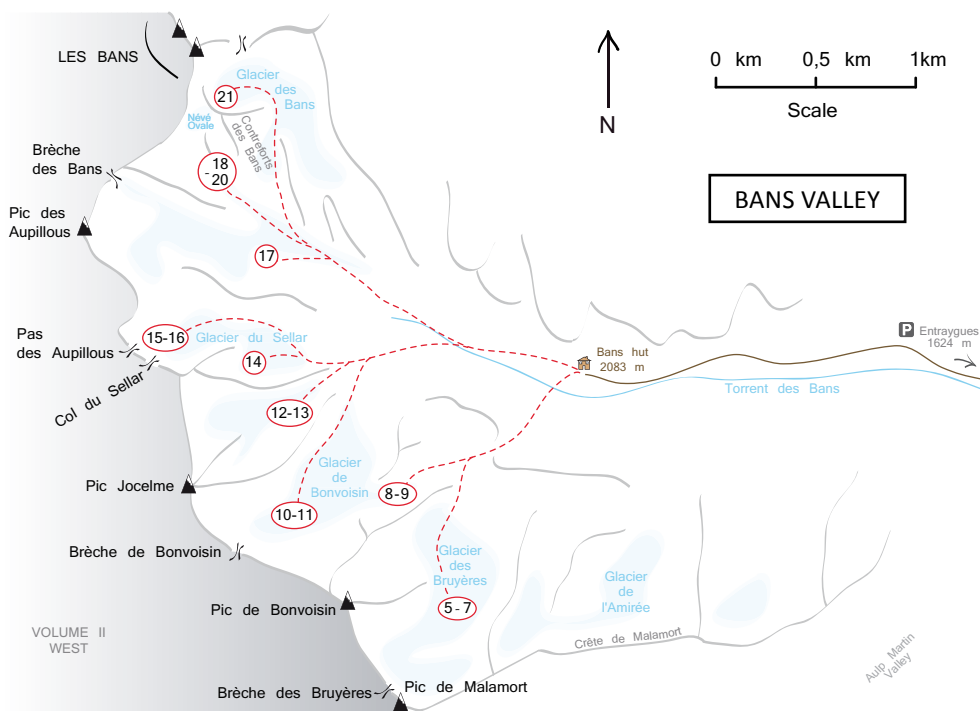 LES BANS
Glacier
des
Bans
0 km 0,5 km 1km
Scale
N
21
Névé
Ovale
Contreforts
des Bans
18
-
20
Brèche
des Bans
BANS VALLEY
Pic des
Aupillous
17
Pas
des Aupillous
15-16
Glacier du Sellar
14
Col du Sellar
Bans hut
2083 m
P
Entraygues
1624 m
Torrent des Bans
12-13
Glacier
de
Bonvoisin
Pic Jocelme
8-9
10-11
Brèche de Bonvoisin
Glacier
des
Bruyères
Glacier
de
l'Amirée
Pic de Bonvoisin
5-7
VOLUME II
WEST
Crête de Malamort
Aulp Martin
Valley
Brèche des Bruyères
Pic de Malamort